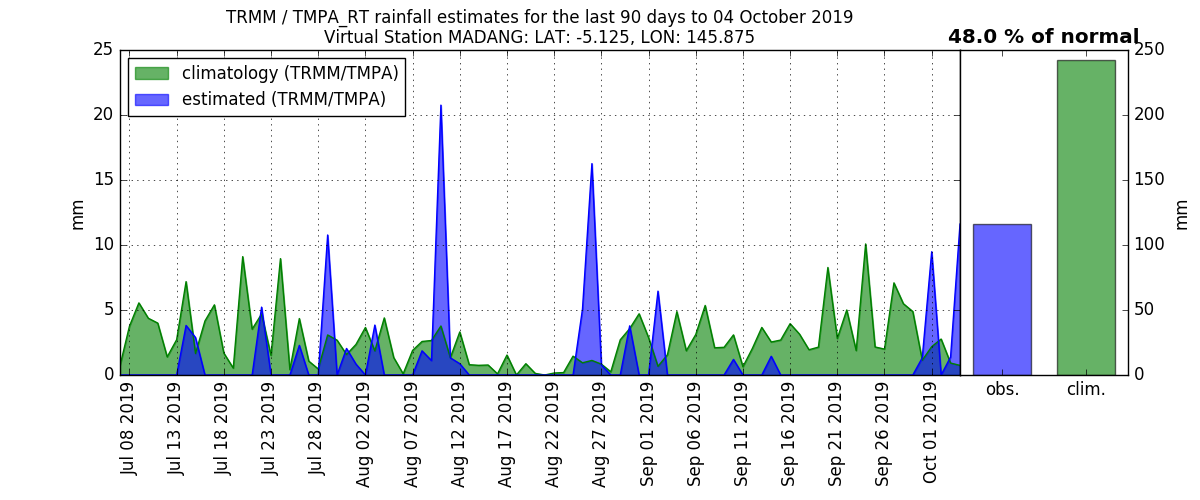 TRMM / TMPA_RT rainfall estimates for the last 90 days to 04 October 2019
Virtual Station MADANG: LAT: -5.125, LON: 145.875
48.0 % of normal
climatology (TRMM/TMPA)
estimated (TRMM/TMPA)
25
20
15
10
5
0
mm
250
200
150
100
50
0
mm
obs.
clim.
Jul 08 2019
Jul 13 2019
Jul 18 2019
Jul 23 2019
Jul 28 2019
Aug 02 2019
Aug 07 2019
Aug 12 2019
Aug 17 2019
Aug 22 2019
Aug 27 2019
Sep 01 2019
Sep 06 2019
Sep 11 2019
Sep 16 2019
Sep 21 2019
Sep 26 2019
Oct 01 2019